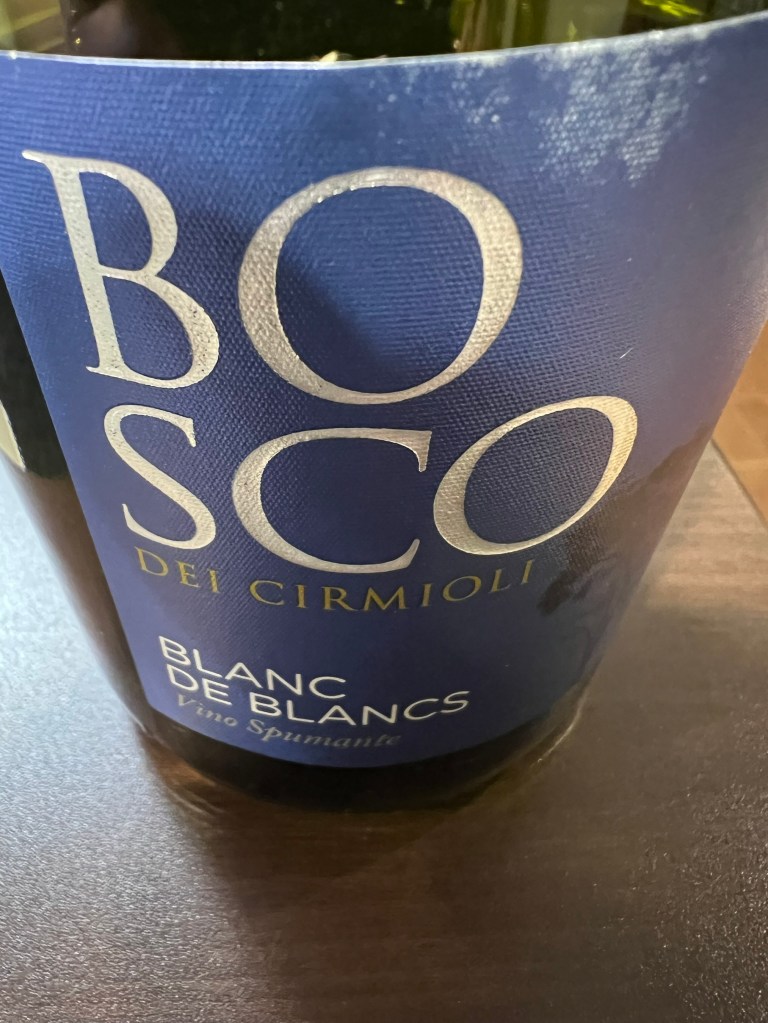 BO
SCO
DEI CIRMIOLI
BLANC
DE BLANCS
Vino Spumante